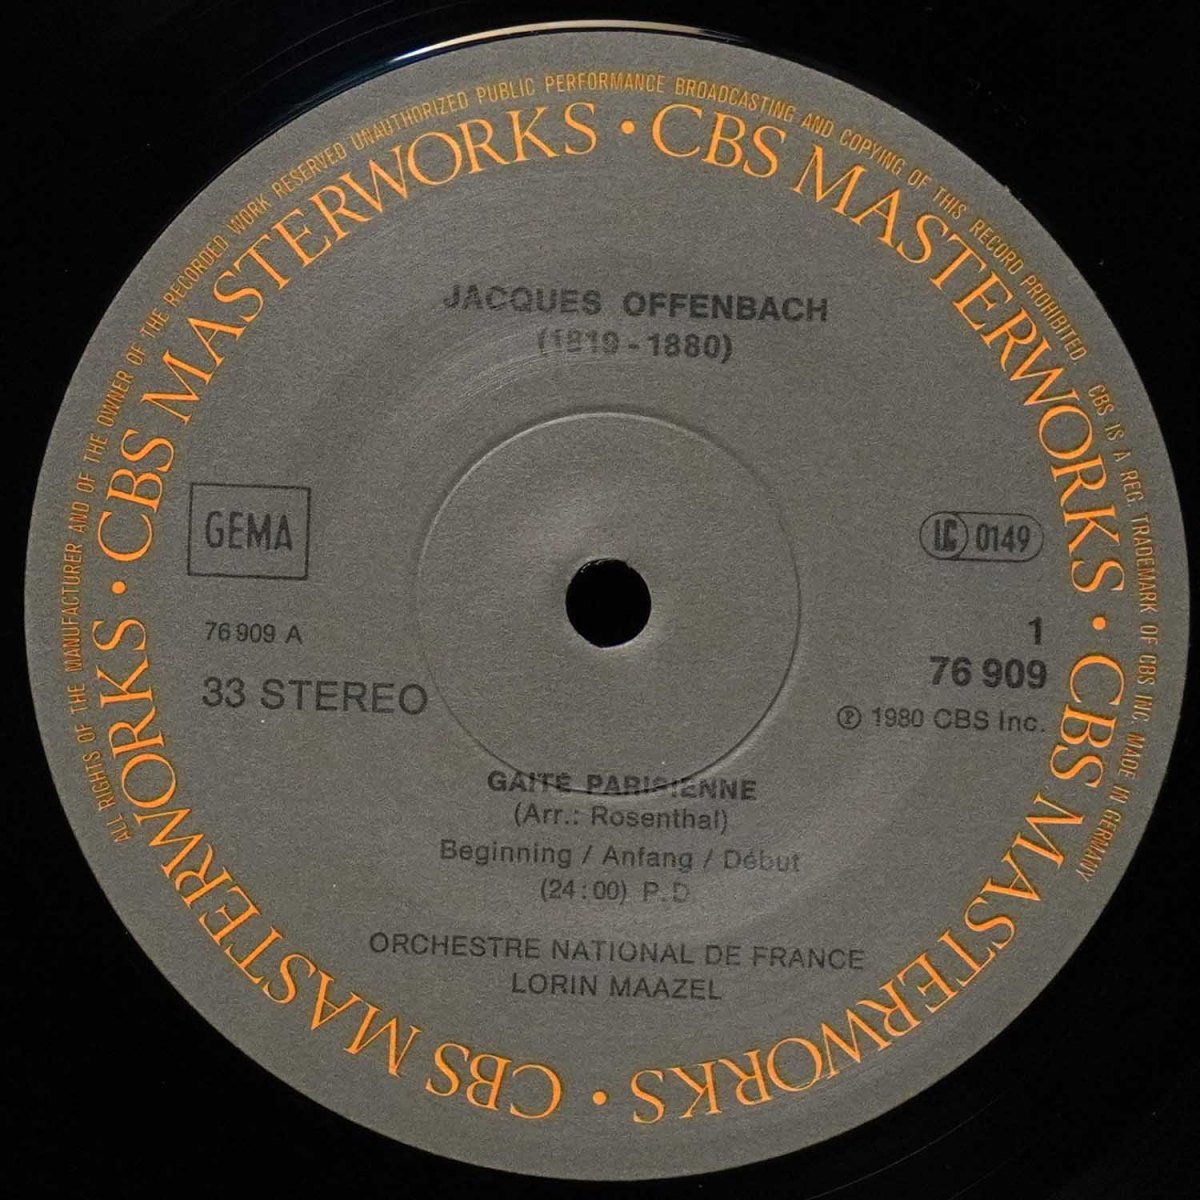 ALL RIGHTS OF THE MANUFACTURER AND OF THE OWNER OF THE RECORDED WORK RESERVED UNAUTHORIZED PUBLIC PERFORMANCE BROADCASTING AND COPYING OF THIS RECORD PROHIBITED CBS IS A REG TRADEMARK OF CBS INC. MADE IN GERMANY
CBS MASTERWORKS · CBS MASTERWORKS · CBS MASTERWORKS · CBS MASTERWORKS ·
JACQUES OFFENBACH
(1819 - 1880)
GEMA
LC 0149
76 909 A
1
33 STEREO
76 909
℗ 1980 CBS Inc.
GAITÉ PARISIENNE
(Arr.: Rosenthal)
Beginning / Anfang / Début
(24:00) P.D.
ORCHESTRE NATIONAL DE FRANCE
LORIN MAAZEL